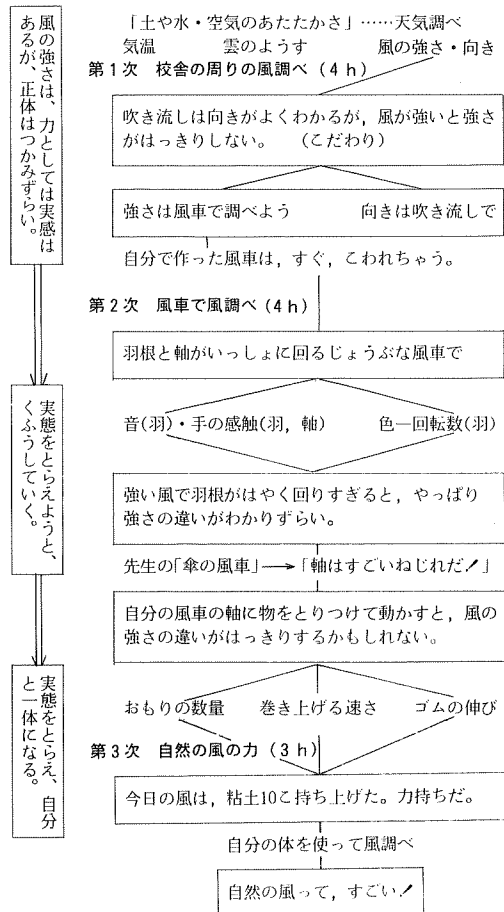 「土や水・空気のあたたかさ」……天気調べ
気温　雲のようす　風の強さ・向き
第1次　校舎の周りの風調べ（4h）
吹き流しは向きがよくわかるが，風が強いと強さ
がはっきりしない。　（こだわり）
強さは風車で調べよう　向きは吹き流しで
自分で作った風車は，すぐ，こわれちゃう。
第2次　風車で風調べ（4h）
羽根と軸がいっしょに回るじょうぶな風車で
音(羽)・手の感触(羽，軸)　色―回転数(羽)
強い風で羽根がはやく回りすぎると，やっぱり
強さの違いがわかりずらい。
先生の「傘の風車」→「軸はすごいねじれだ！」
自分の風車の軸に物をとりつけて動かすと，風の
強さの違いがはっきりするかもしれない。
おもりの数量　巻き上げる速さ　ゴムの伸び
第3次　自然の風の力（3h）
今日の風は，粘土10こ持ち上げた。力持ちだ。
自分の体を使って風調べ
自然の風って，すごい！
風の強さは、力としては実感は
あるが、正体はつかみずらい。
実態をとらえようと、
くふうしていく。
実態をとらえ、自分
と一体になる。